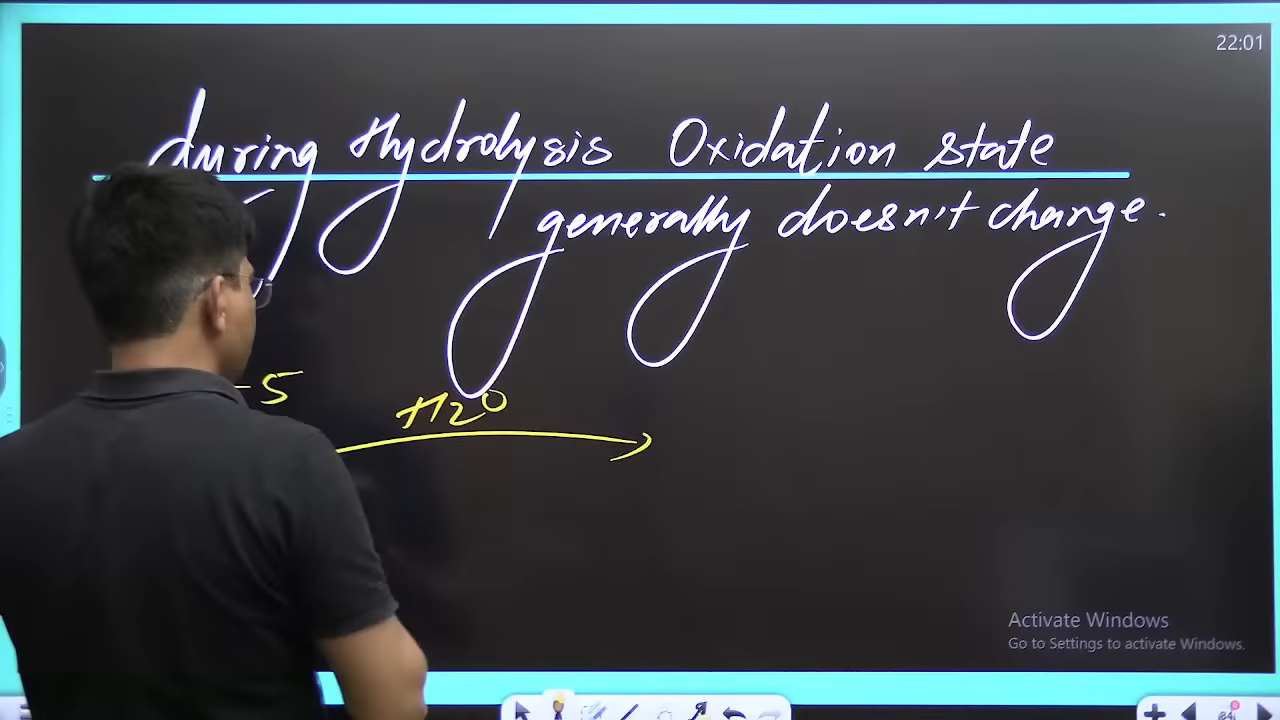 22:01
during Hydrolysis Oxidation state
generally doesn't change.
-5
H2O
Activate Windows
Go to Settings to activate Windows.
84